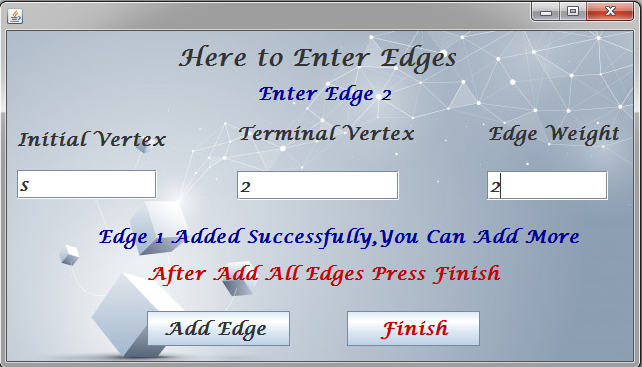 Here to Enter Edges
Enter Edge 2
Initial Vertex Terminal Vertex Edge Weight
s 2 2
Edge 1 Added Successfully,You Can Add More
After Add All Edges Press Finish
Add Edge Finish